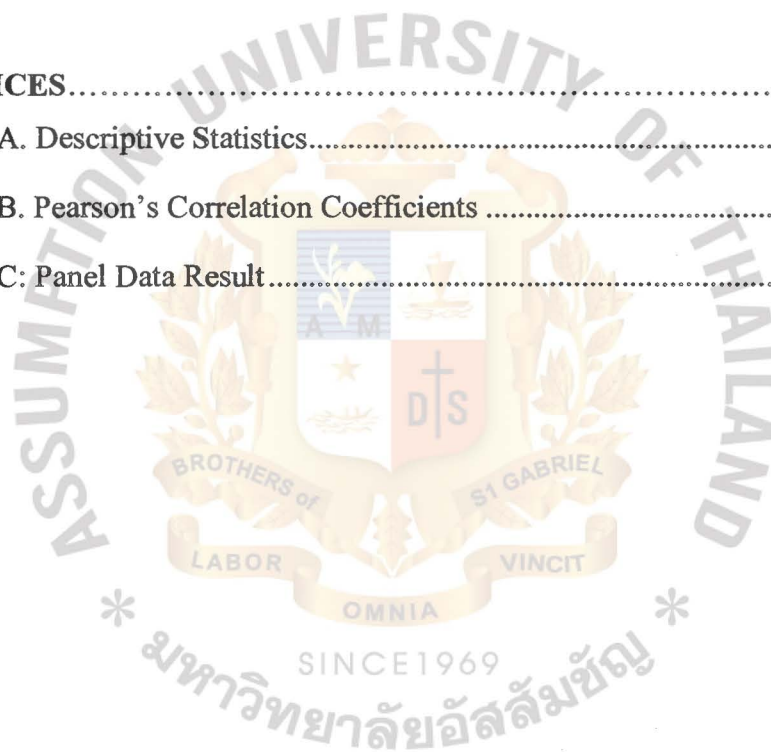 ICES
A. Descriptive Statistics
B. Pearson's Correlation Coefficients
C: Panel Data Result
ASSUMPTION UNIVERSITY OF THAILAND
A M
D S
BROTHERS of ST GABRIEL
LABOR VINCIT
OMNIA
SINCE1969
* มหาวิทยาลัยอัสสัมชัญ *